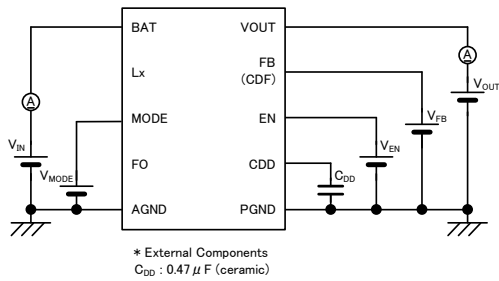 BAT
VOUT
A
Lx
FB
(CDF)
A
VOUT
MODE
EN
VFB
VIN
VMODE
FO
CDD
CDD
VEN
AGND
PGND
* External Components
CDD : 0.47 μ F (ceramic)